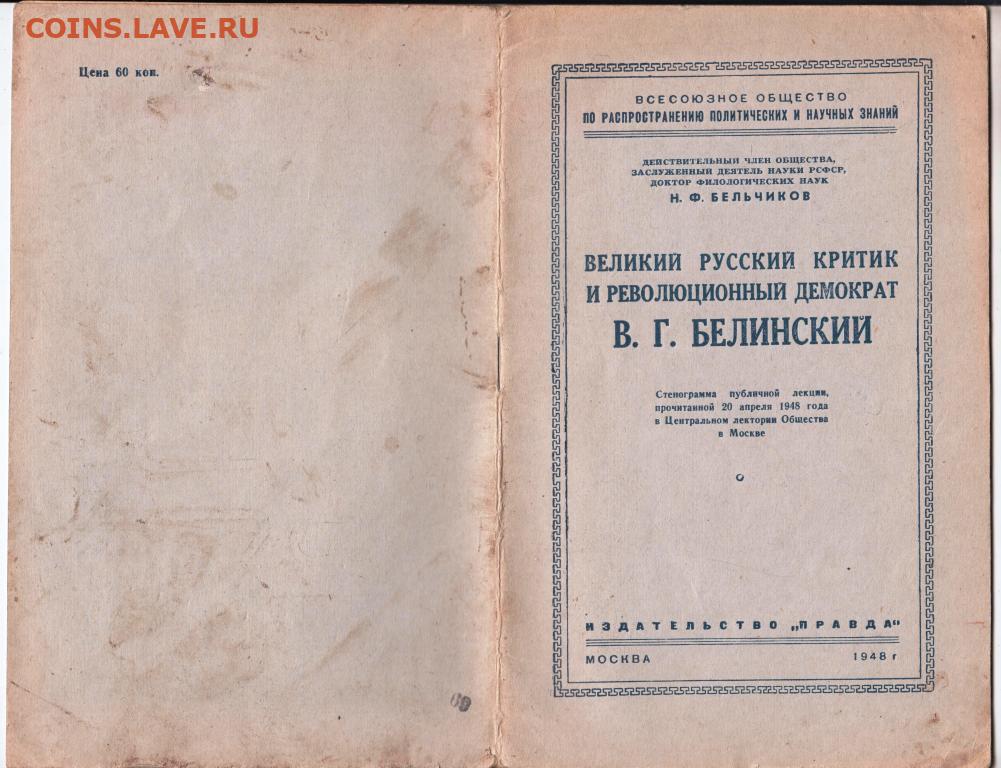 COINS.LAVE.RU
Цена 60 коп.
69
ВСЕСОЮЗНОЕ ОБЩЕСТВО
ПО РАСПРОСТРАНЕНИЮ ПОЛИТИЧЕСКИХ И НАУЧНЫХ ЗНАНИЙ
ДЕЙСТВИТЕЛЬНЫЙ ЧЛЕН ОБЩЕСТВА,
ЗАСЛУЖЕННЫЙ ДЕЯТЕЛЬ НАУКИ РСФСР,
ДОКТОР ФИЛОЛОГИЧЕСКИХ НАУК
Н. Ф. БЕЛЬЧИКОВ
ВЕЛИКИЙ РУССКИЙ КРИТИК
И РЕВОЛЮЦИОННЫЙ ДЕМОКРАТ
В. Г. БЕЛИНСКИЙ
Стенограмма публичной лекции,
прочитанной 20 апреля 1948 года
в Центральном лектории Общества
в Москве
ИЗДАТЕЛЬСТВО „ПРАВДА"
МОСКВА 1948 г